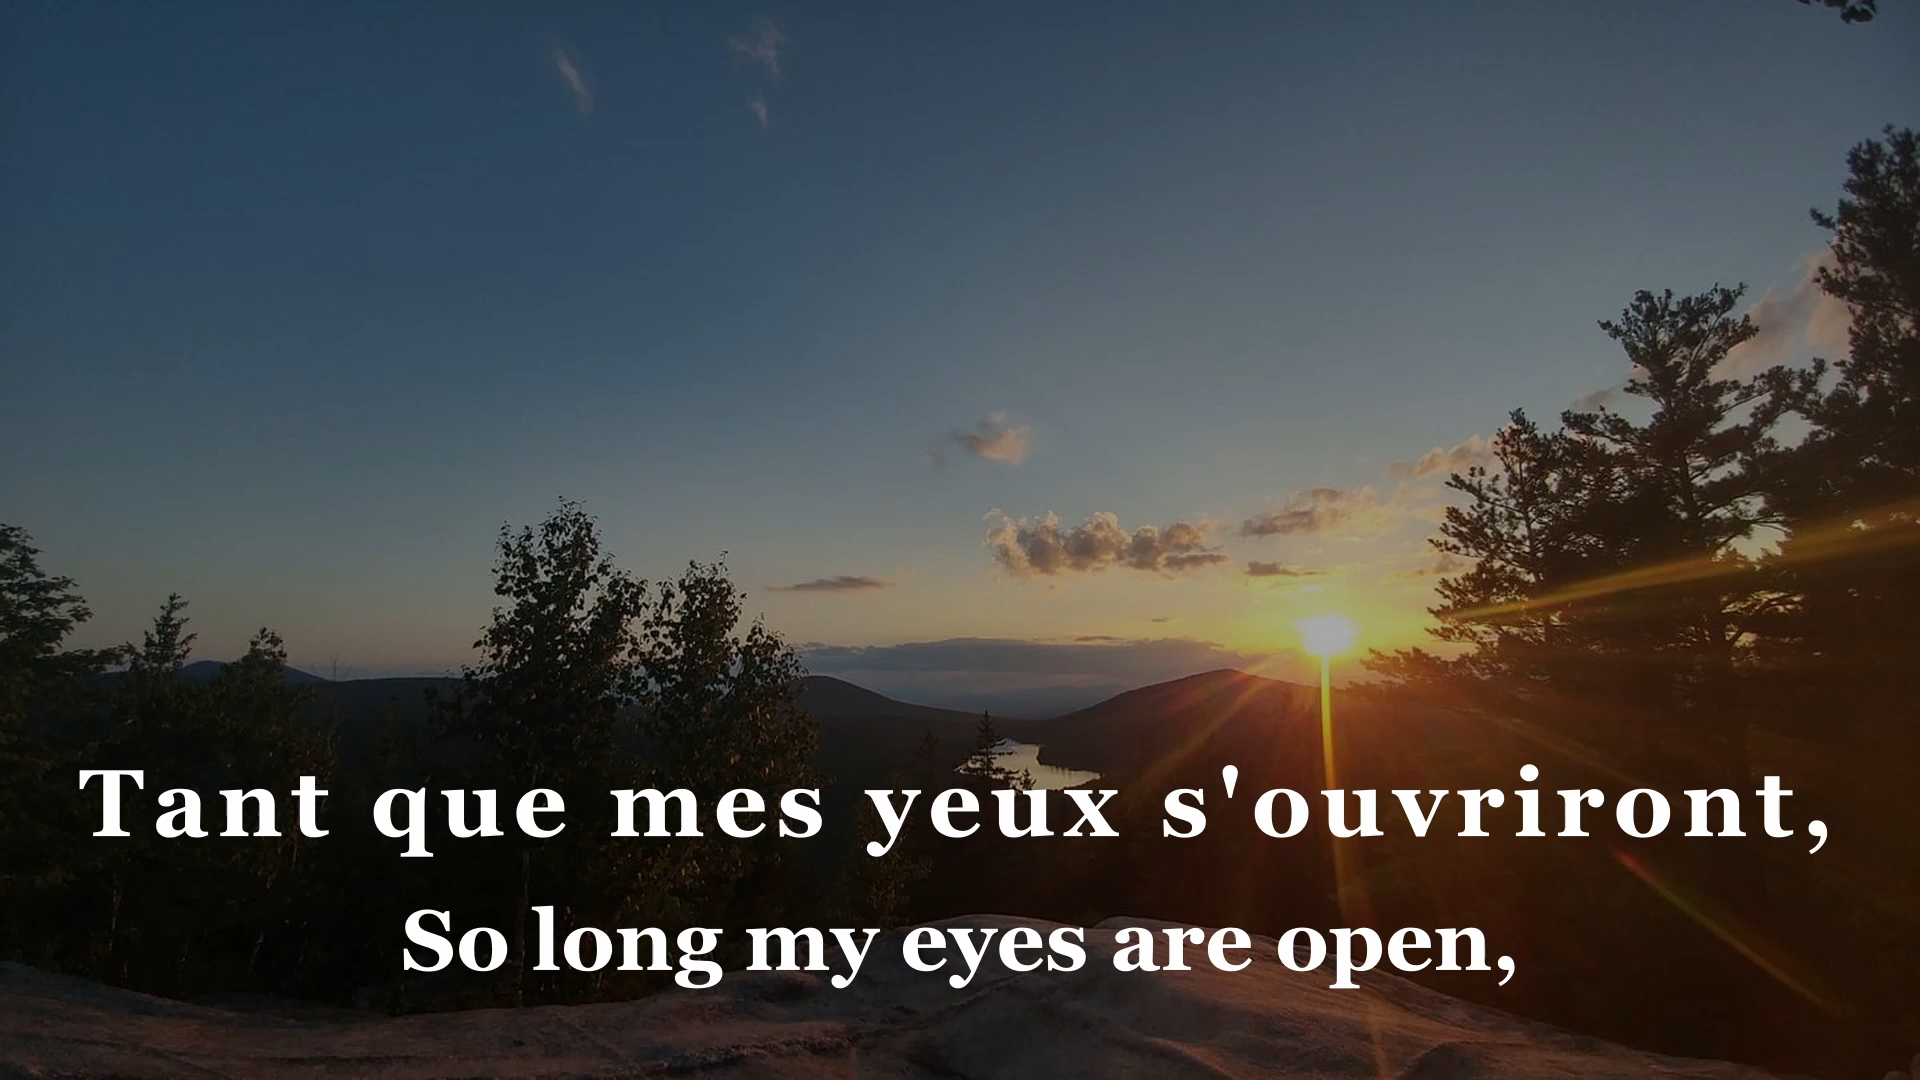 Tant que mes yeux s'ouvriront,
So long my eyes are open,